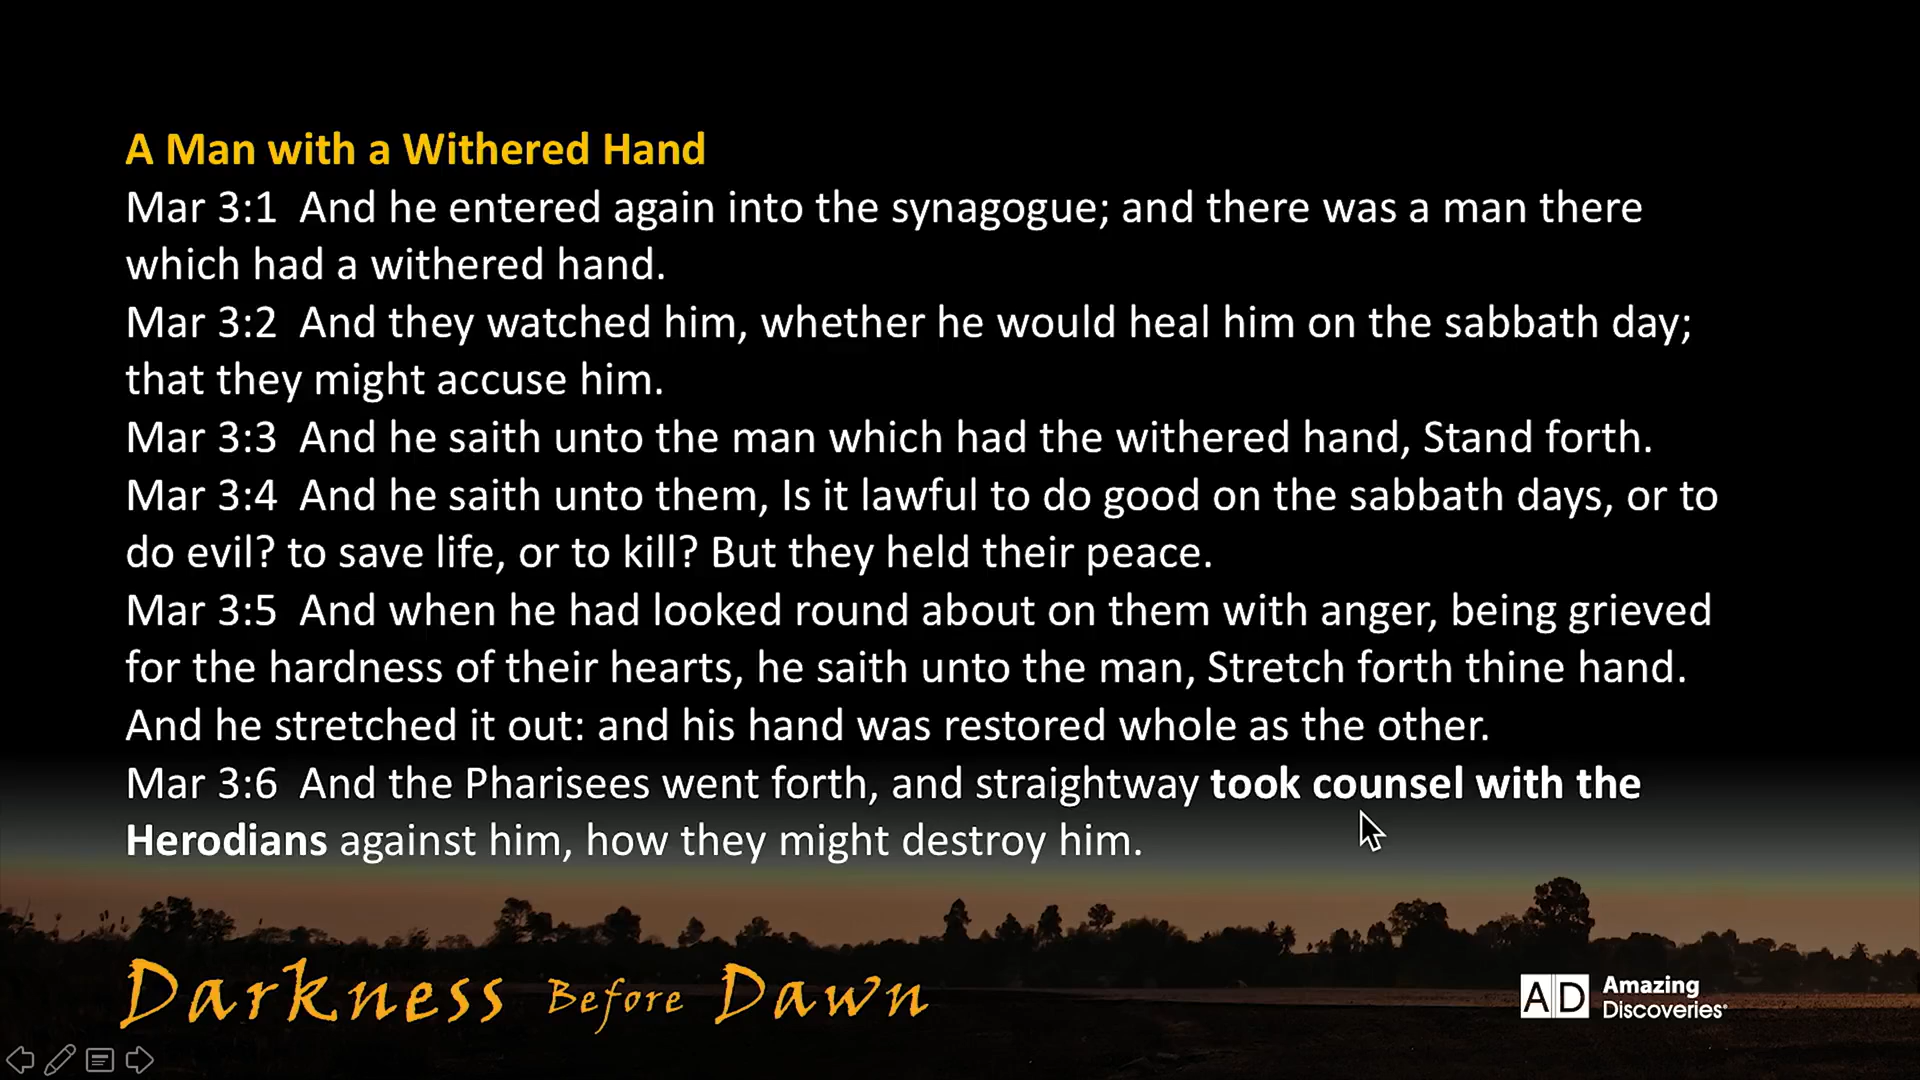 A Man with a Withered Hand
Mar 3:1  And he entered again into the synagogue; and there was a man there
which had a withered hand.
Mar 3:2  And they watched him, whether he would heal him on the sabbath day;
that they might accuse him.
Mar 3:3  And he saith unto the man which had the withered hand, Stand forth.
Mar 3:4  And he saith unto them, Is it lawful to do good on the sabbath days, or to
do evil? to save life, or to kill? But they held their peace.
Mar 3:5  And when he had looked round about on them with anger, being grieved
for the hardness of their hearts, he saith unto the man, Stretch forth thine hand.
And he stretched it out: and his hand was restored whole as the other.
Mar 3:6  And the Pharisees went forth, and straightway took counsel with the
Herodians against him, how they might destroy him.
Darkness Before Dawn
AD Amazing
Discoveries